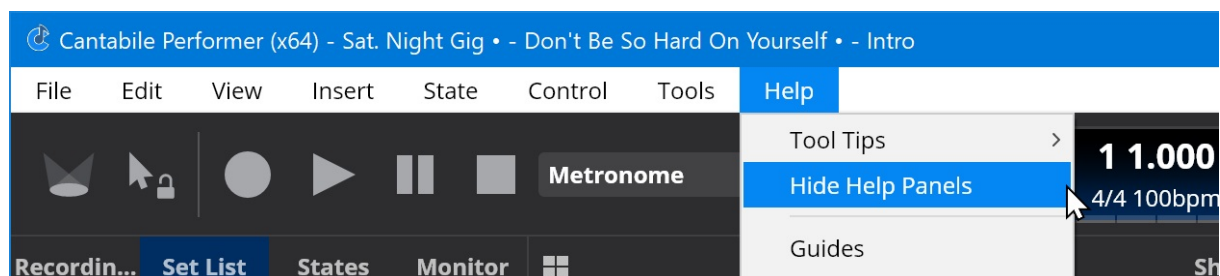 Cantabile Performer (x64) - Sat. Night Gig • - Don't Be So Hard On Yourself • - Intro
File Edit View Insert State Control Tools Help
Tool Tips
1 1.000
Metronome
Hide Help Panels
4/4 100bpm
Guides
Recordin... Set List States Monitor
Sh